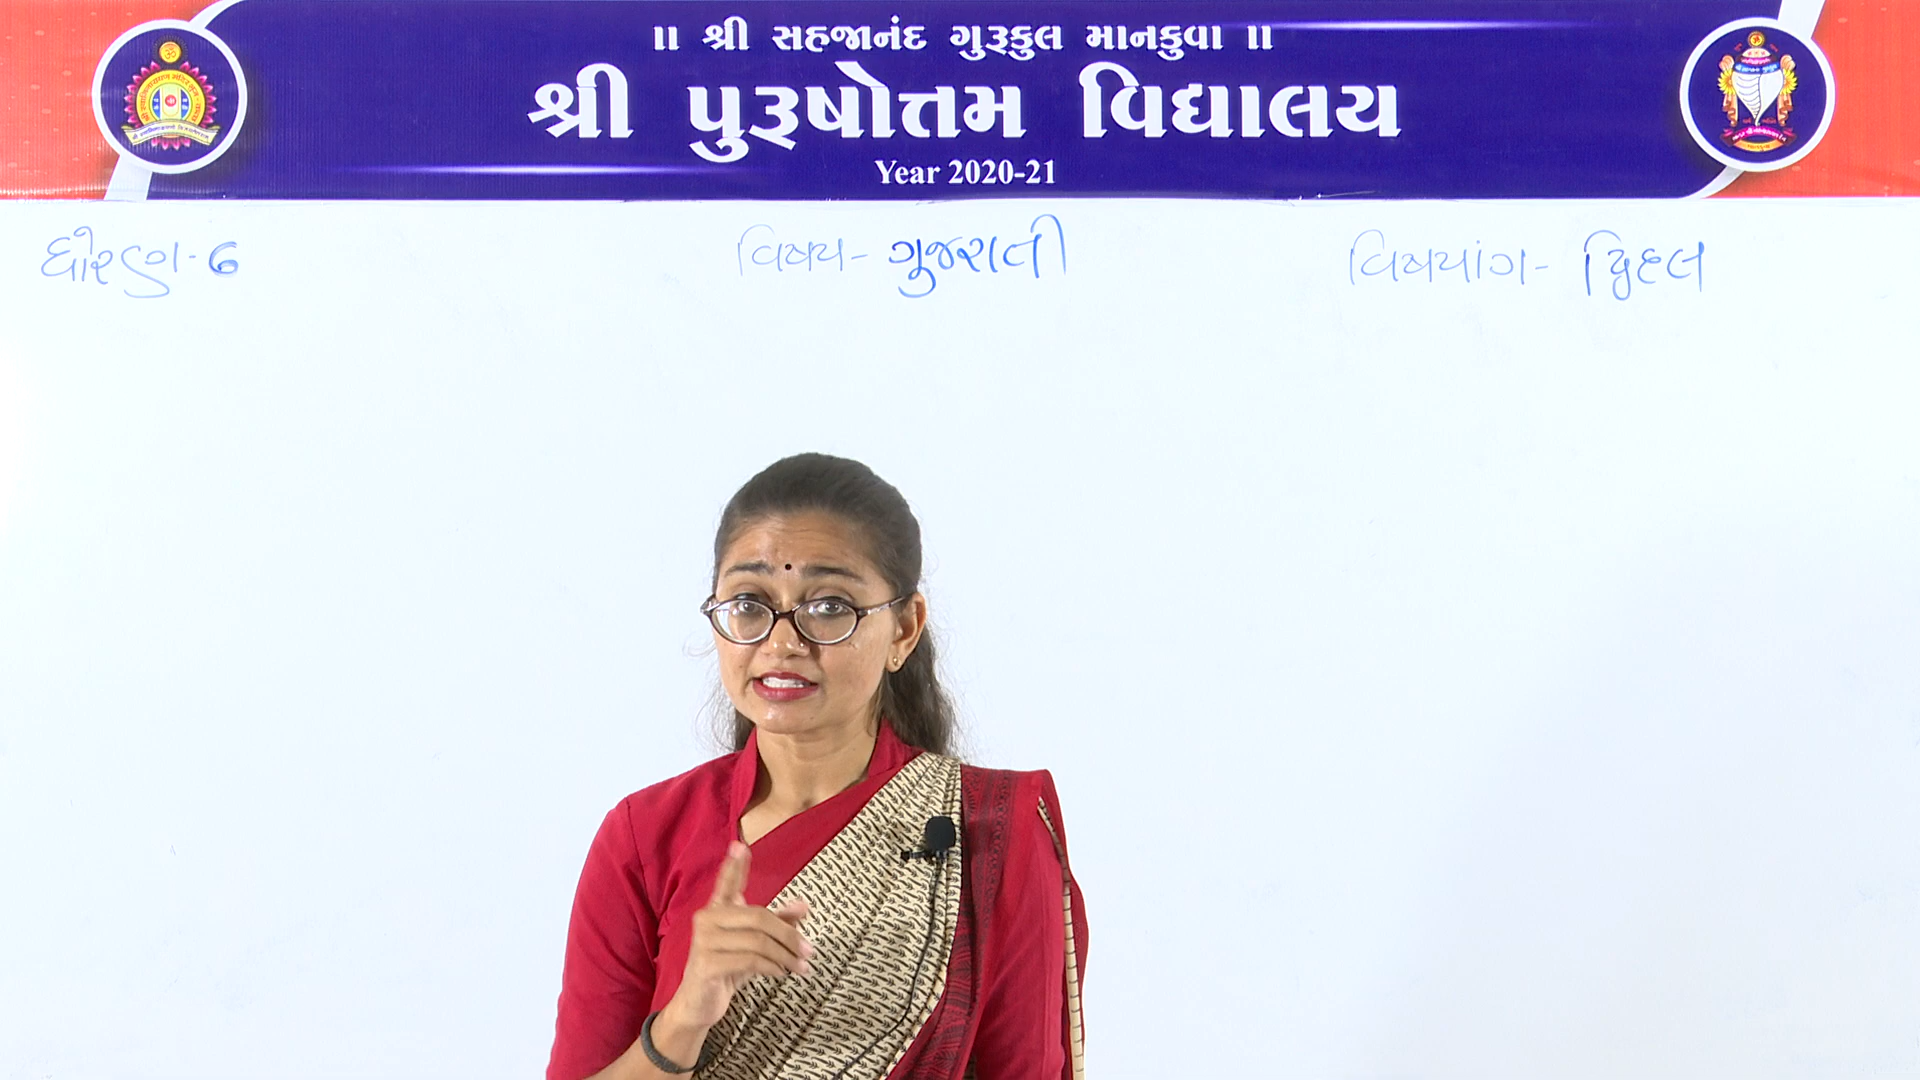 ॥ શ્રી સહજાનંદ ગુરૂકુલ માનકુવા ॥
શ્રી પુરૂષોત્તમ વિદ્યાલય
Year 2020-21
ધોરણ-6 વિષય- ગુજરાતી વિષયાંગ- દ્વિદલ